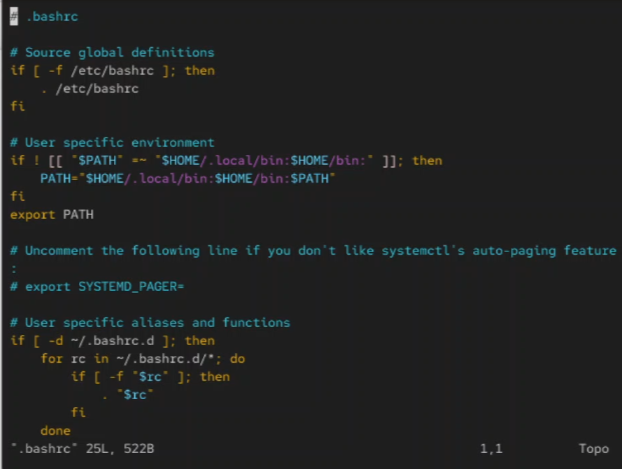 # .bashrc
# Source global definitions
if [ -f /etc/bashrc ]; then
    . /etc/bashrc
fi
# User specific environment
if ! [[ "$PATH" =~ "$HOME/.local/bin:$HOME/bin:" ]]; then
    PATH="$HOME/.local/bin:$HOME/bin:$PATH"
fi
export PATH
# Uncomment the following line if you don't like systemctl's auto-paging feature
:
# export SYSTEMD_PAGER=
# User specific aliases and functions
if [ -d ~/.bashrc.d ]; then
    for rc in ~/.bashrc.d/*; do
        if [ -f "$rc" ]; then
            . "$rc"
        fi
    done
".bashrc" 25L, 522B 1,1 Topo